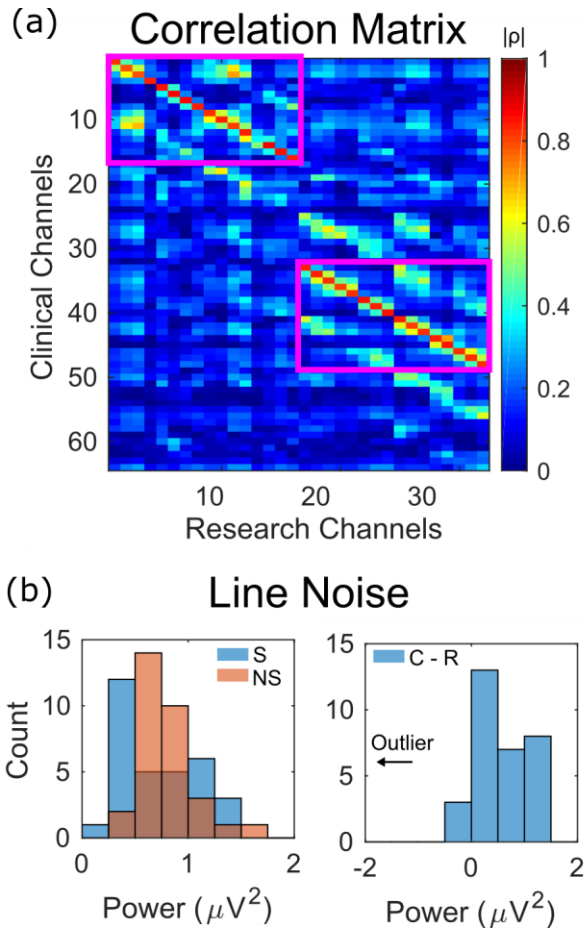 (a) Correlation Matrix
|ρ|
1
0.8
0.6
0.4
0.2
0
10
20
30
40
50
60
Clinical Channels
10 20 30
Research Channels
(b) Line Noise
15
10
5
0
Count
S
NS
0 1 2
Power (μV²)
15
10
5
0
C - R
Outlier
-2 0 2
Power (μV²)